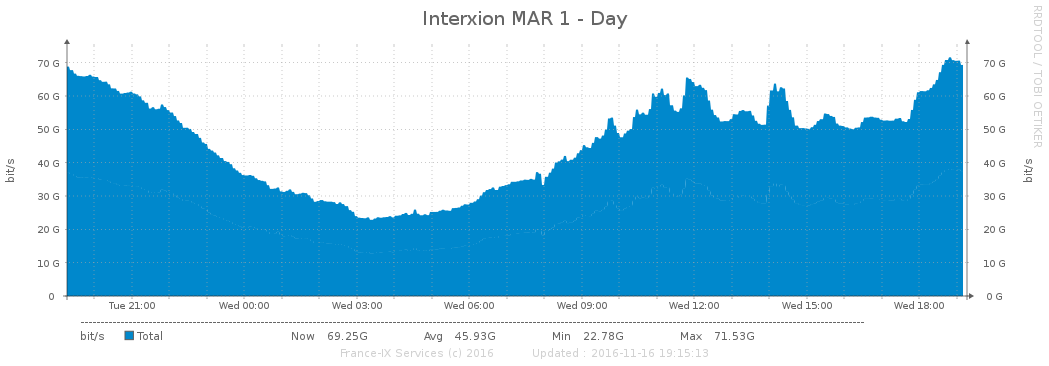 Interxion MAR 1 - Day
RRDTOOL / TOBI OETIKER
bit/s
70 G 70 G
60 G 60 G
50 G 50 G
40 G 40 G
30 G 30 G
20 G 20 G
10 G 10 G
0 0 G
bit/s
Tue 21:00 Wed 00:00 Wed 03:00 Wed 06:00 Wed 09:00 Wed 12:00 Wed 15:00 Wed 18:00
bit/s Total Now 69.25G Avg 45.93G Min 22.78G Max 71.53G
France-IX Services (c) 2016 Updated : 2016-11-16 19:15:13